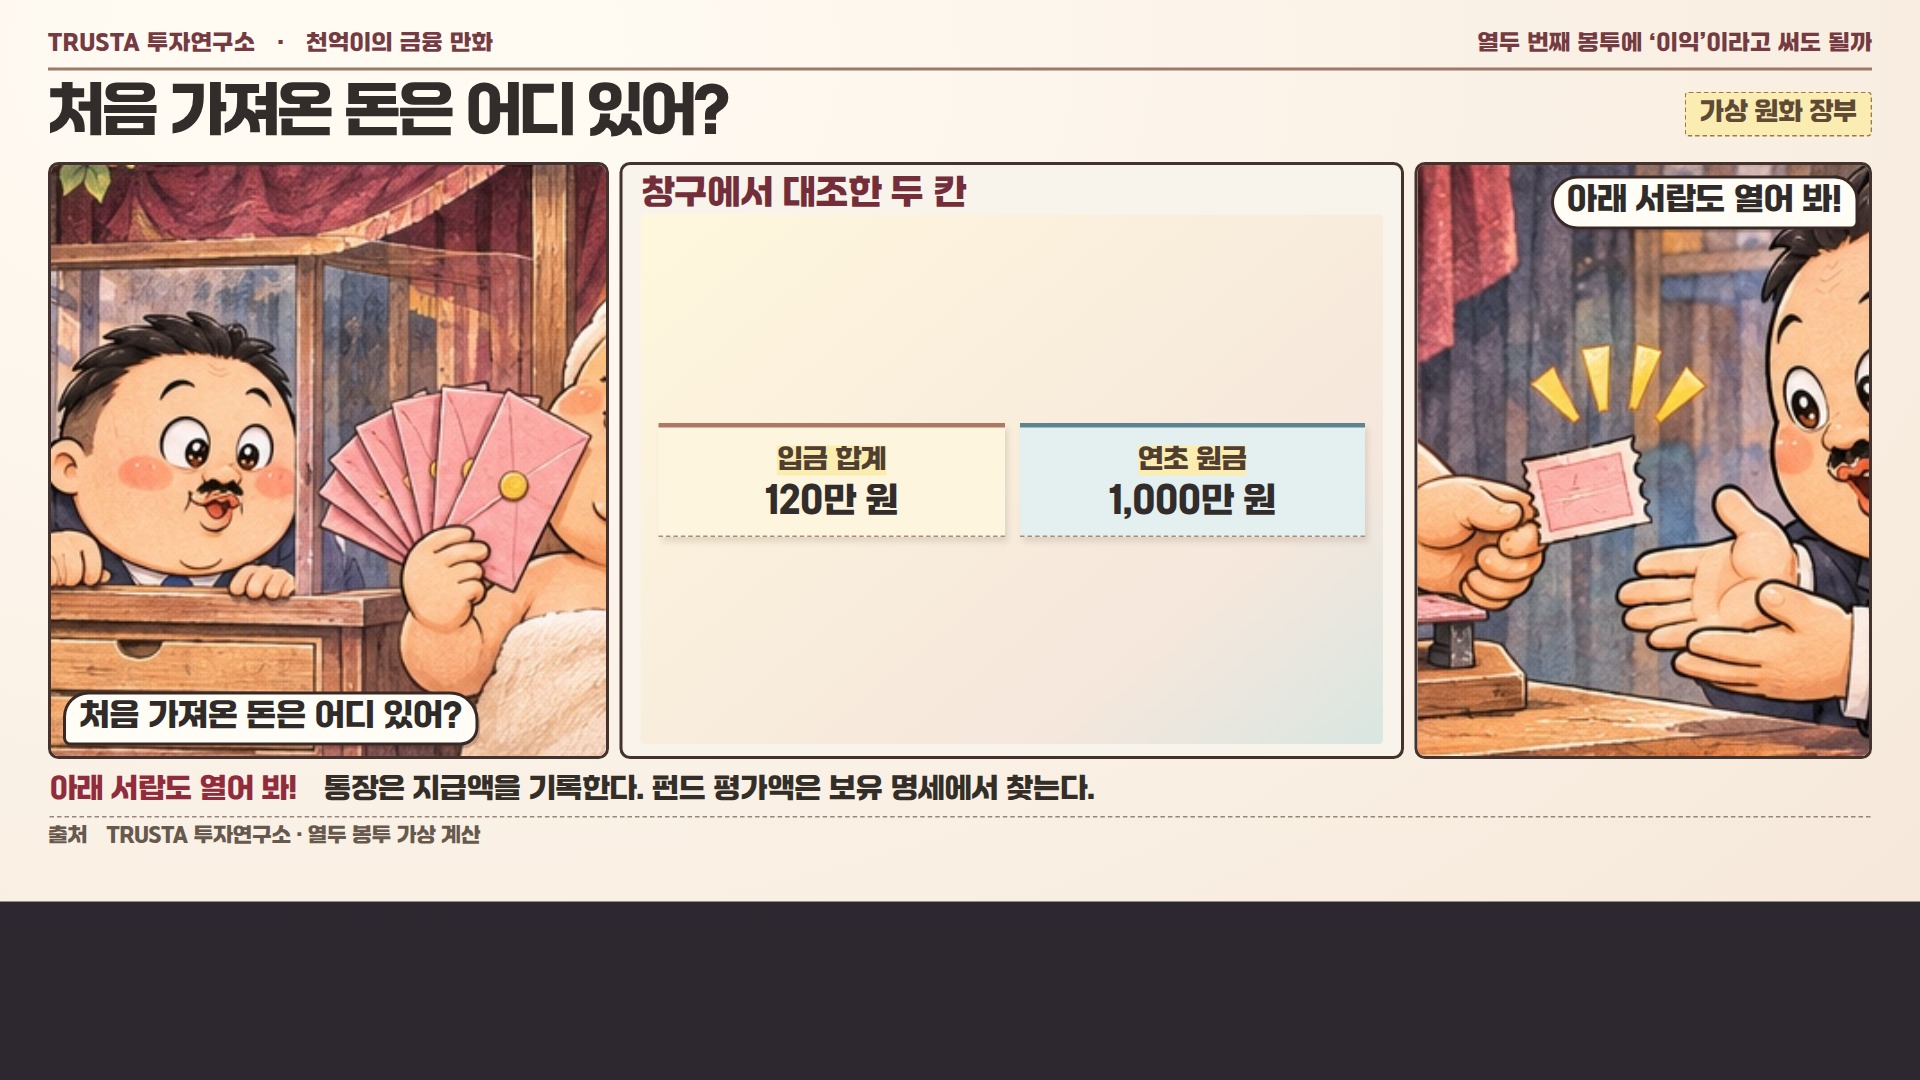 TRUSTA 투자연구소 · 천억이의 금융 만화
열두 번째 봉투에 ‘이익’이라고 써도 될까
처음 가져온 돈은 어디 있어?
가상 원화 장부
처음 가져온 돈은 어디 있어?
창구에서 대조한 두 칸
입금 합계
120만 원
연초 원금
1,000만 원
아래 서랍도 열어 봐!
아래 서랍도 열어 봐! 통장은 지급액을 기록한다. 펀드 평가액은 보유 명세에서 찾는다.
출처 TRUSTA 투자연구소 · 열두 봉투 가상 계산